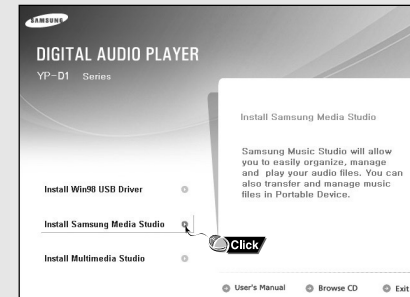 SAMSUNG
DIGITAL AUDIO PLAYER
YP-D1 Series
Install Samsung Media Studio
Samsung Music Studio will allow
you to easily organize, manage
and play your audio files. You can
also transfer and manage music
files in Portable Device.
Install Win98 USB Driver
Install Samsung Media Studio
Click
Install Multimedia Studio
User's Manual
Browse CD
Exit